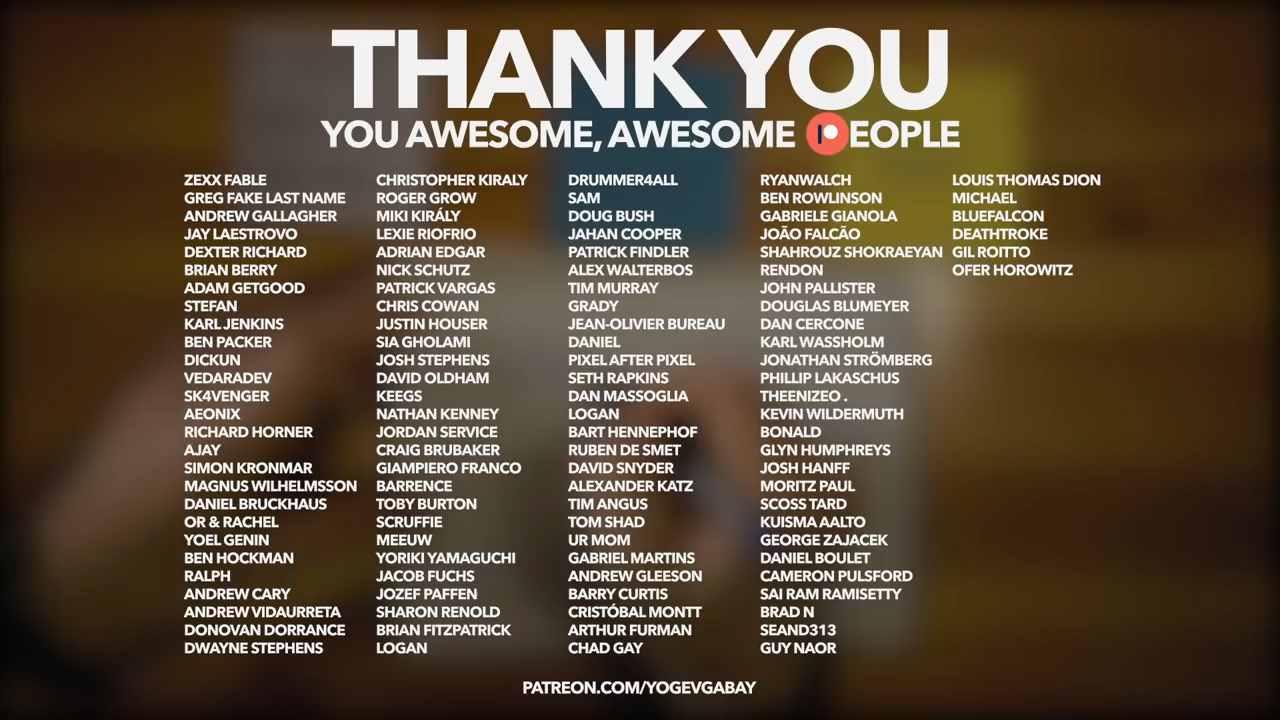 THANK YOU
YOU AWESOME, AWESOME PEOPLE
ZEXX FABLE
GREG FAKE LAST NAME
ANDREW GALLAGHER
JAY LAESTROVO
DEXTER RICHARD
BRIAN BERRY
ADAM GETGOOD
STEFAN
KARL JENKINS
BEN PACKER
DICKUN
VEDARADEV
SK4VENGER
AEONIX
RICHARD HORNER
AJAY
SIMON KRONMAR
MAGNUS WILHELMSSON
DANIEL BRUCKHAUS
OR & RACHEL
YOEL GENIN
BEN HOCKMAN
RALPH
ANDREW CARY
ANDREW VIDAURRETA
DONOVAN DORRANCE
DWAYNE STEPHENS
CHRISTOPHER KIRALY
ROGER GROW
MIKI KIRÁLY
LEXIE RIOFRIO
ADRIAN EDGAR
NICK SCHUTZ
PATRICK VARGAS
CHRIS COWAN
JUSTIN HOUSER
SIA GHOLAMI
JOSH STEPHENS
DAVID OLDHAM
KEEGS
NATHAN KENNEY
JORDAN SERVICE
CRAIG BRUBAKER
GIAMPIERO FRANCO
BARRENCE
TOBY BURTON
SCRUFFIE
MEEUW
YORIKI YAMAGUCHI
JACOB FUCHS
JOZEF PAFFEN
SHARON RENOLD
BRIAN FITZPATRICK
LOGAN
DRUMMER4ALL
SAM
DOUG BUSH
JAHAN COOPER
PATRICK FINDLER
ALEX WALTERBOS
TIM MURRAY
GRADY
JEAN-OLIVIER BUREAU
DANIEL
PIXEL AFTER PIXEL
SETH RAPKINS
DAN MASSOGLIA
LOGAN
BART HENNEPHOF
RUBEN DE SMET
DAVID SNYDER
ALEXANDER KATZ
TIM ANGUS
TOM SHAD
UR MOM
GABRIEL MARTINS
ANDREW GLEESON
BARRY CURTIS
CRISTÓBAL MONTT
ARTHUR FURMAN
CHAD GAY
RYANWALCH
BEN ROWLINSON
GABRIELE GIANOLA
JOÃO FALCÃO
SHAHROUZ SHOKRAEYAN
RENDON
JOHN PALLISTER
DOUGLAS BLUMEYER
DAN CERCONE
KARL WASSHOLM
JONATHAN STRÖMBERG
PHILLIP LAKASCHUS
THEENIZEO .
KEVIN WILDERMUTH
BONALD
GLYN HUMPHREYS
JOSH HANFF
MORITZ PAUL
SCOSS TARD
KUISMA AALTO
GEORGE ZAJACEK
DANIEL BOULET
CAMERON PULSFORD
SAI RAM RAMISETTY
BRAD N
SEAND313
GUY NAOR
LOUIS THOMAS DION
MICHAEL
BLUEFALCON
DEATHTROKE
GIL ROITTO
OFER HOROWITZ
PATREON.COM/YOGEVGABAY